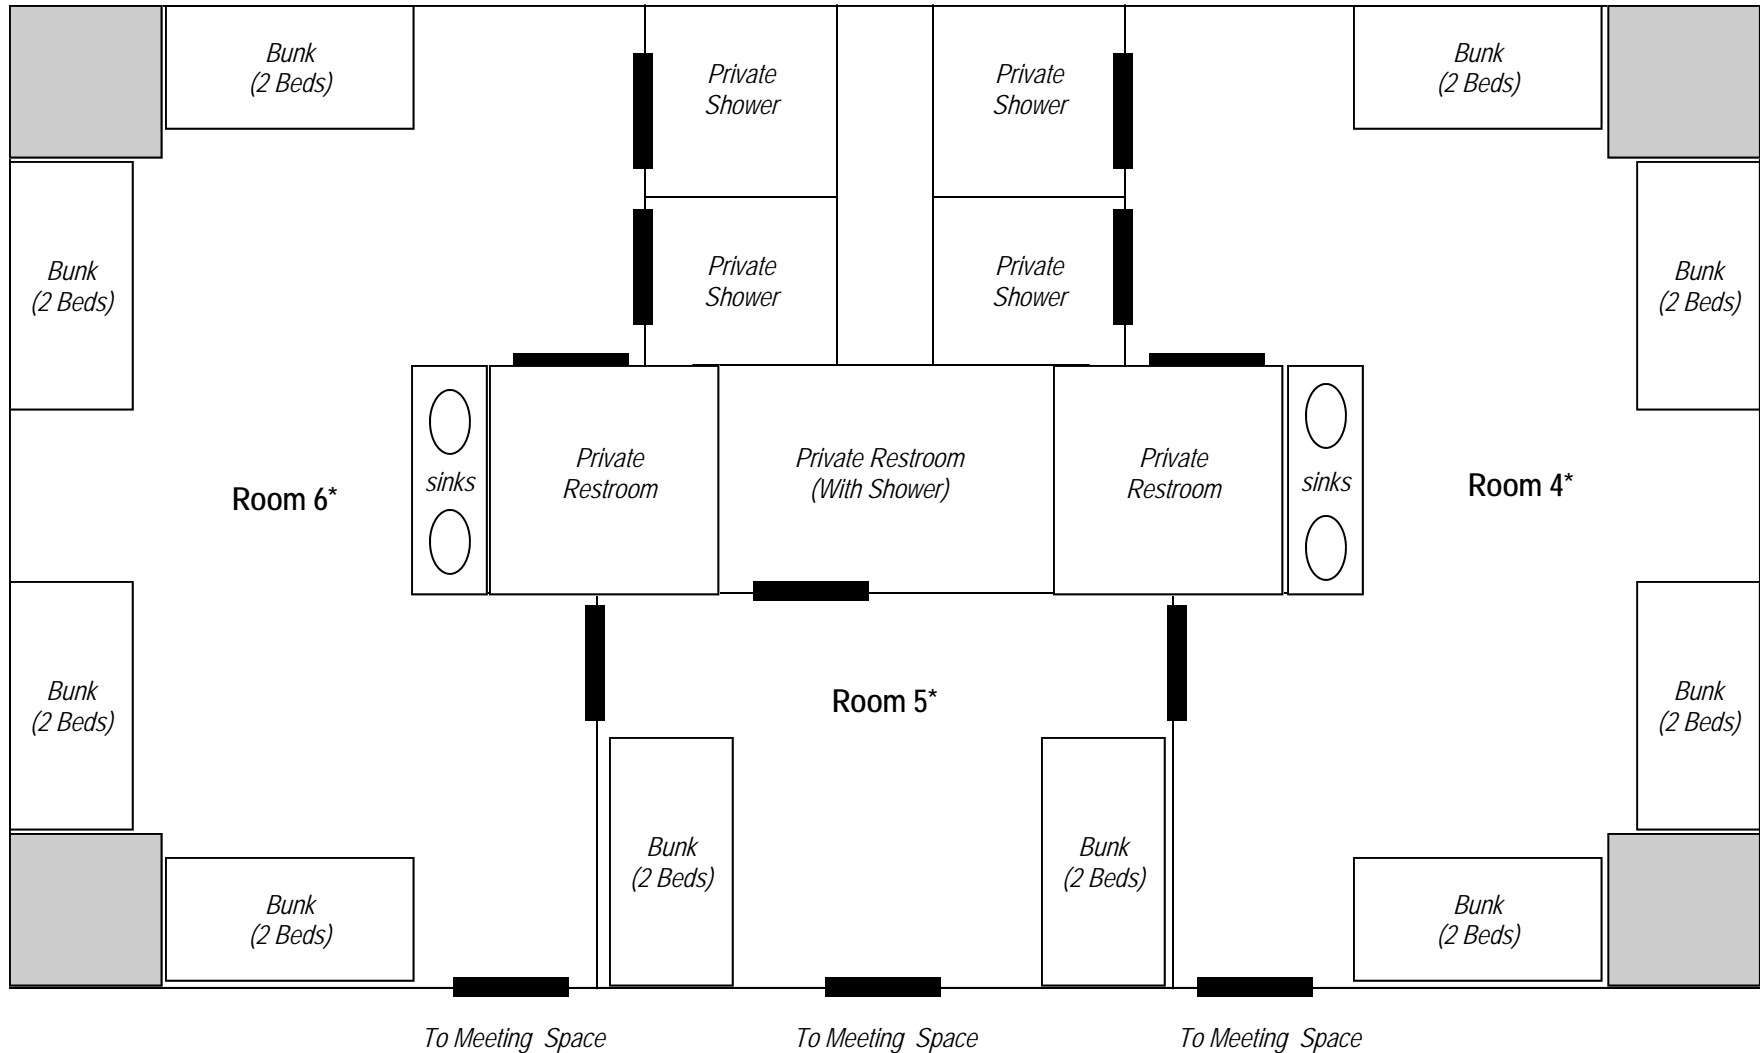 Bunk
(2 Beds)
Private
Shower
Private
Shower
Bunk
(2 Beds)
Bunk
(2 Beds)
Private
Shower
Private
Shower
Bunk
(2 Beds)
Room 6*
sinks
Private
Restroom
Private Restroom
(With Shower)
Private
Restroom
sinks
Room 4*
Bunk
(2 Beds)
Room 5*
Bunk
(2 Beds)
Bunk
(2 Beds)
Bunk
(2 Beds)
Bunk
(2 Beds)
Bunk
(2 Beds)
To Meeting Space
To Meeting Space
To Meeting Space